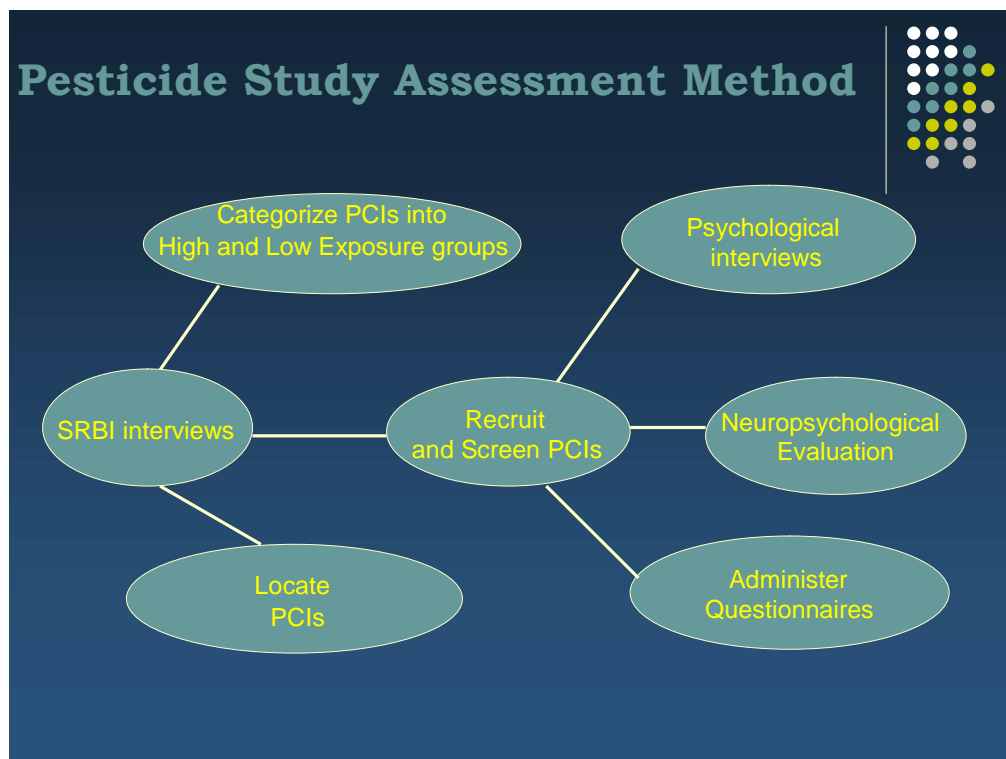 Pesticide Study Assessment Method
Categorize PCIs into
High and Low Exposure groups
Psychological
interviews
SRBI interviews
Recruit
and Screen PCIs
Neuropsychological
Evaluation
Locate
PCIs
Administer
Questionnaires